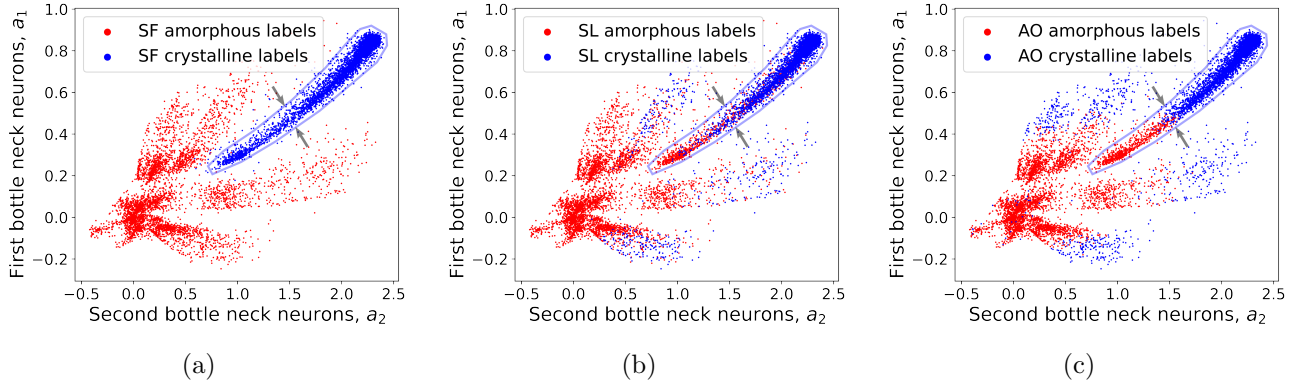 First bottle neck neurons, a₁
1.0
0.8
0.6
0.4
0.2
0.0
−0.2
SF amorphous labels
SF crystalline labels
−0.5 0.0 0.5 1.0 1.5 2.0 2.5
Second bottle neck neurons, a₂
(a)
First bottle neck neurons, a₁
1.0
0.8
0.6
0.4
0.2
0.0
−0.2
SL amorphous labels
SL crystalline labels
−0.5 0.0 0.5 1.0 1.5 2.0 2.5
Second bottle neck neurons, a₂
(b)
First bottle neck neurons, a₁
1.0
0.8
0.6
0.4
0.2
0.0
−0.2
AO amorphous labels
AO crystalline labels
−0.5 0.0 0.5 1.0 1.5 2.0 2.5
Second bottle neck neurons, a₂
(c)